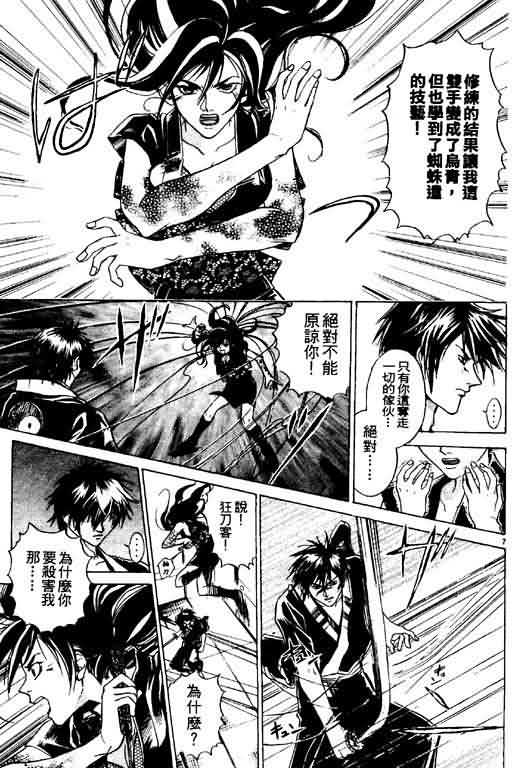 修練的結果讓我這
雙手變成了烏青，
但也學到了蜘蛛這
的技藝！
只有你這奪走
一切的傢伙…
絕對……
……
絕對不能
原諒你！
7
說！
狂刀客！
為什麼？
……
為什麼你
要殺害我
那……